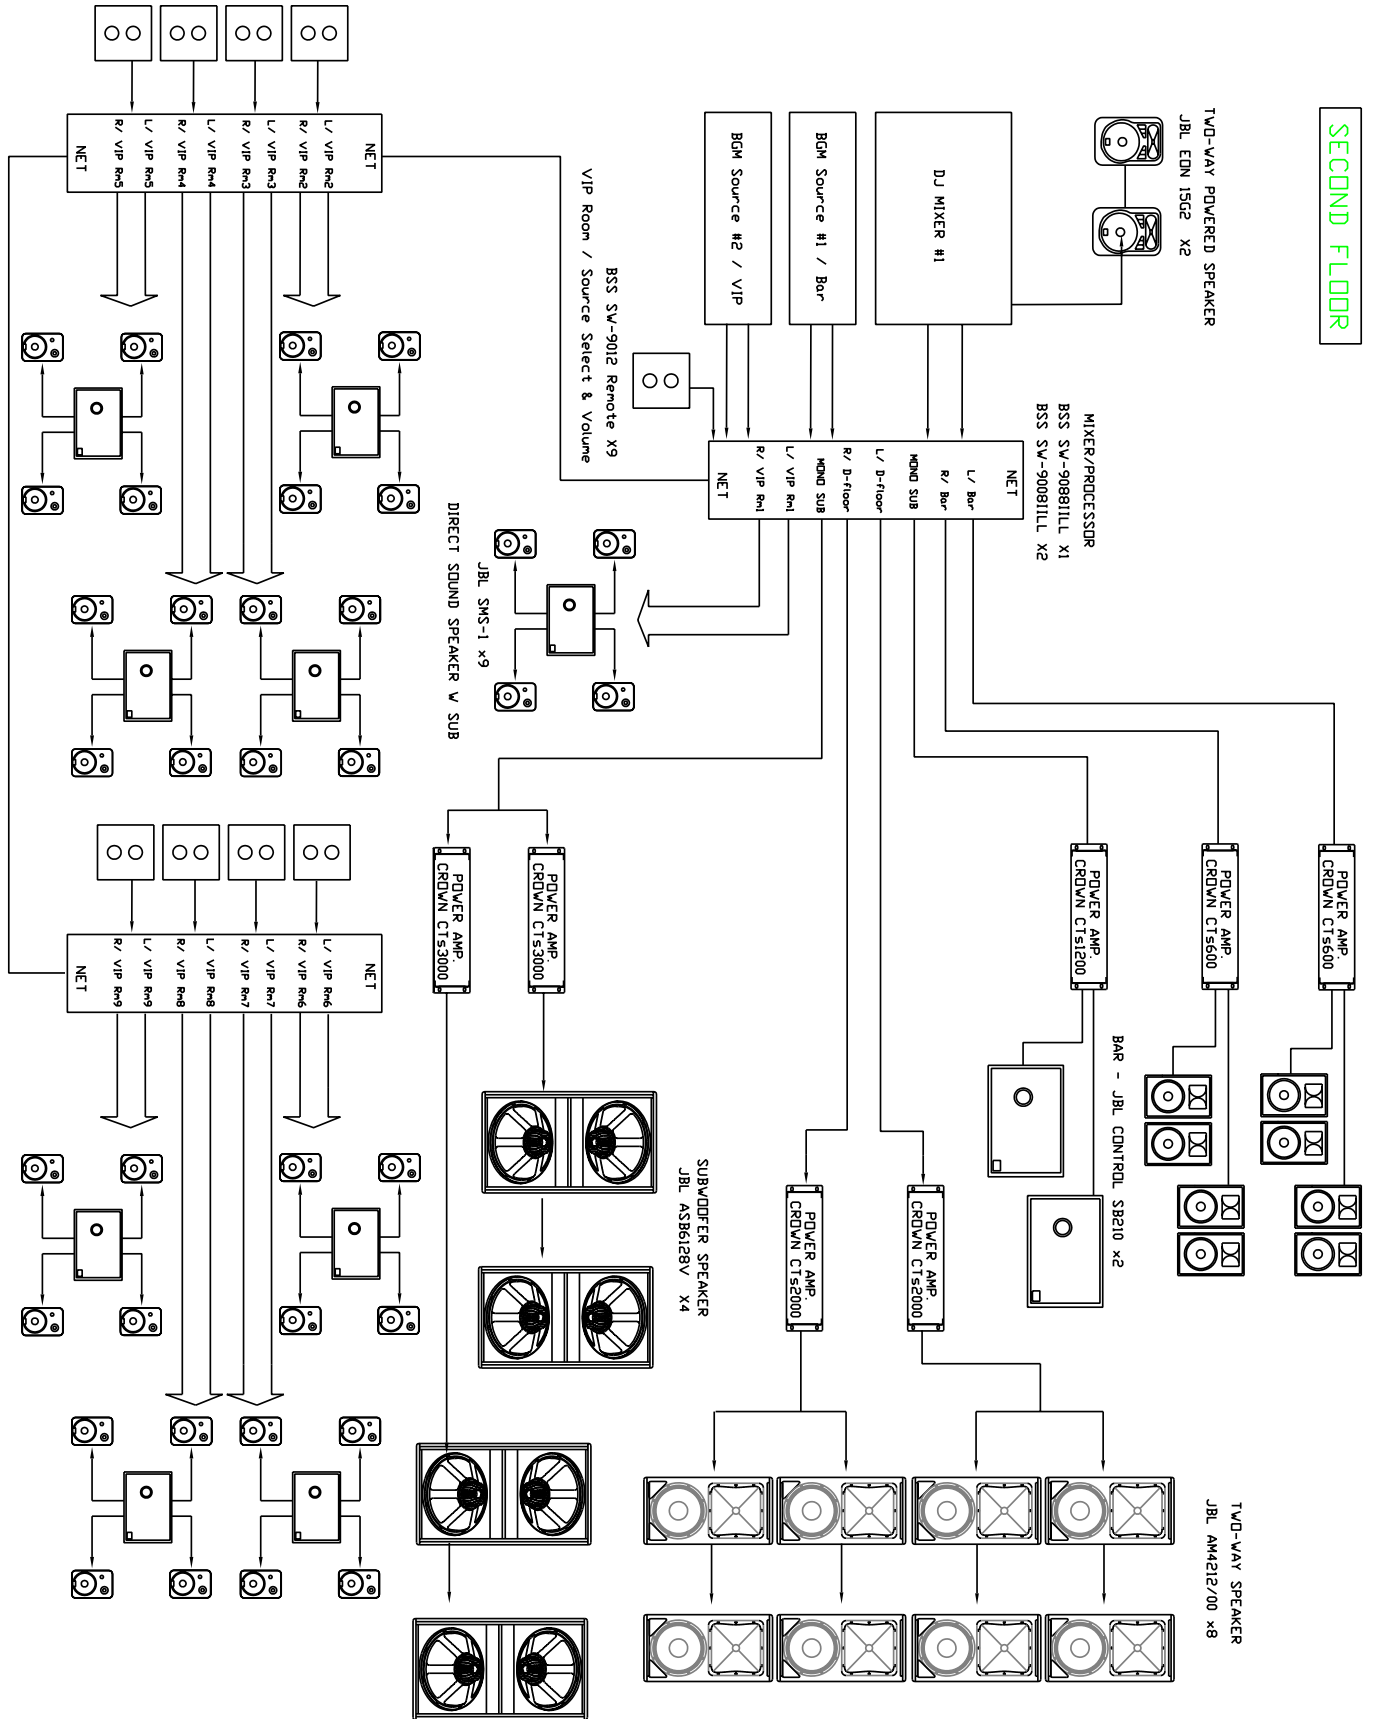 SECOND FLOOR
TWO-WAY POWERED SPEAKER
JBL EON 15G2 X2
DJ MIXER #1
BGM Source #1 / Bar
BGM Source #2 / VIP
MIXER/PROCESSOR
BSS SW-9088IILL X1
BSS SW-9008IILL X2
NET
L/ Bar
R/ Bar
MONO SUB
L/ D-floor
R/ D-floor
MONO SUB
L/ VIP Rm1
R/ VIP Rm1
NET
BSS SW-9012 Remote X9
VIP Room / Source Select & Volume
NET
L/ VIP Rm2
R/ VIP Rm2
L/ VIP Rm3
R/ VIP Rm3
L/ VIP Rm4
R/ VIP Rm4
L/ VIP Rm5
R/ VIP Rm5
NET
JBL SMS-1 x9
DIRECT SOUND SPEAKER W SUB
POWER AMP.
CROWN CTs600
POWER AMP.
CROWN CTs600
POWER AMP.
CROWN CTs1200
POWER AMP.
CROWN CTs3000
POWER AMP.
CROWN CTs3000
NET
L/ VIP Rm6
R/ VIP Rm6
L/ VIP Rm7
R/ VIP Rm7
L/ VIP Rm8
R/ VIP Rm8
L/ VIP Rm9
R/ VIP Rm9
NET
BAR - JBL CONTROL SB210 x2
POWER AMP.
CROWN CTs2000
POWER AMP.
CROWN CTs2000
SUBWOOFER SPEAKER
JBL ASB6128V X4
TWO-WAY SPEAKER
JBL AM4212/00 x8